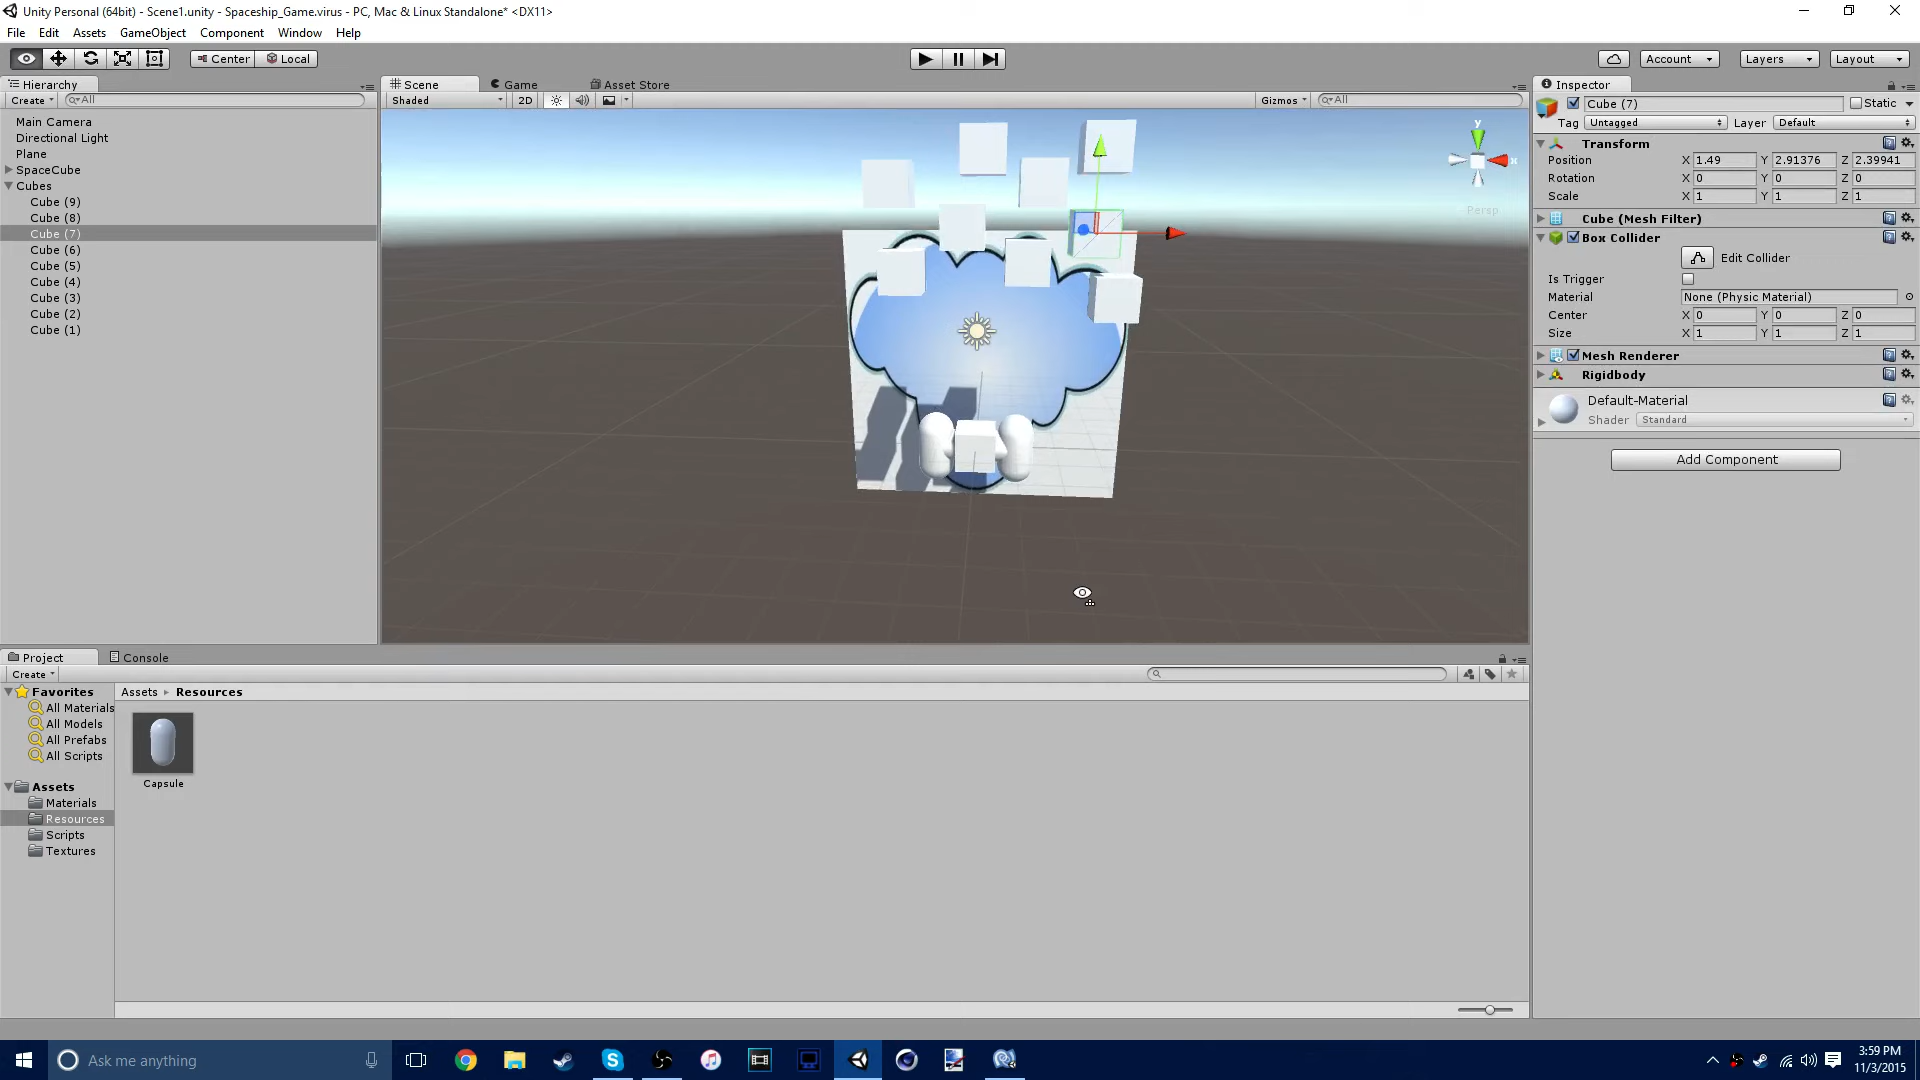 Unity Personal (64bit) - Scene1.unity - Spaceship_Game.virus - PC, Mac & Linux Standalone* <DX11>
File Edit Assets GameObject Component Window Help
Center Local Account Layers Layout
Hierarchy Scene Game Asset Store Inspector
Create All Shaded 2D Gizmos All Cube (7) Static
Tag Untagged Layer Default
Main Camera
Directional Light
Plane
SpaceCube
Cubes
Cube (9)
Cube (8)
Cube (7)
Cube (6)
Cube (5)
Cube (4)
Cube (3)
Cube (2)
Cube (1)
y
x
Persp
Transform
Position X 1.49 Y 2.91376 Z 2.39941
Rotation X 0 Y 0 Z 0
Scale X 1 Y 1 Z 1
Cube (Mesh Filter)
Box Collider
Edit Collider
Is Trigger
Material None (Physic Material)
Center X 0 Y 0 Z 0
Size X 1 Y 1 Z 1
Mesh Renderer
Rigidbody
Default-Material
Shader Standard
Add Component
Project Console
Create
Favorites
All Materials
All Models
All Prefabs
All Scripts
Assets
Materials
Resources
Scripts
Textures
Assets Resources
Capsule
Ask me anything
3:59 PM
11/3/2015